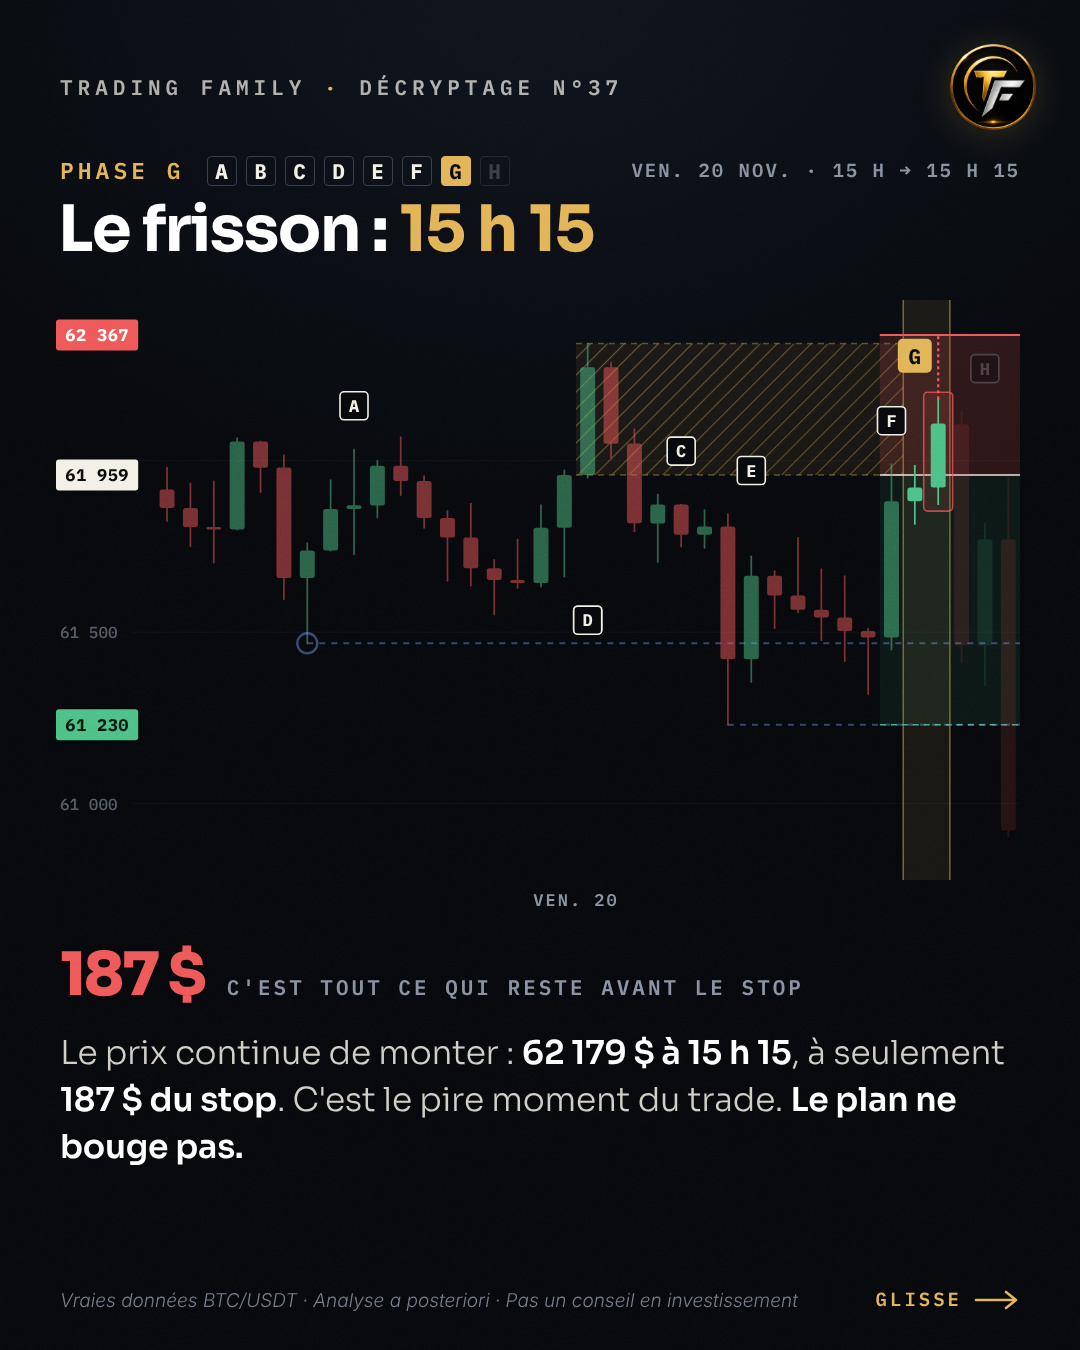 TRADING FAMILY · DÉCRYPTAGE N°37
TF
PHASE G A B C D E F G H
VEN. 20 NOV. · 15 H → 15 H 15
Le frisson : 15 h 15
62 367
G
H
A
F
C
61 959
E
D
61 500
61 230
61 000
VEN. 20
187 $ C'EST TOUT CE QUI RESTE AVANT LE STOP
Le prix continue de monter : 62 179 $ à 15 h 15, à seulement
187 $ du stop. C'est le pire moment du trade. Le plan ne
bouge pas.
Vraies données BTC/USDT · Analyse a posteriori · Pas un conseil en investissement
GLISSE →